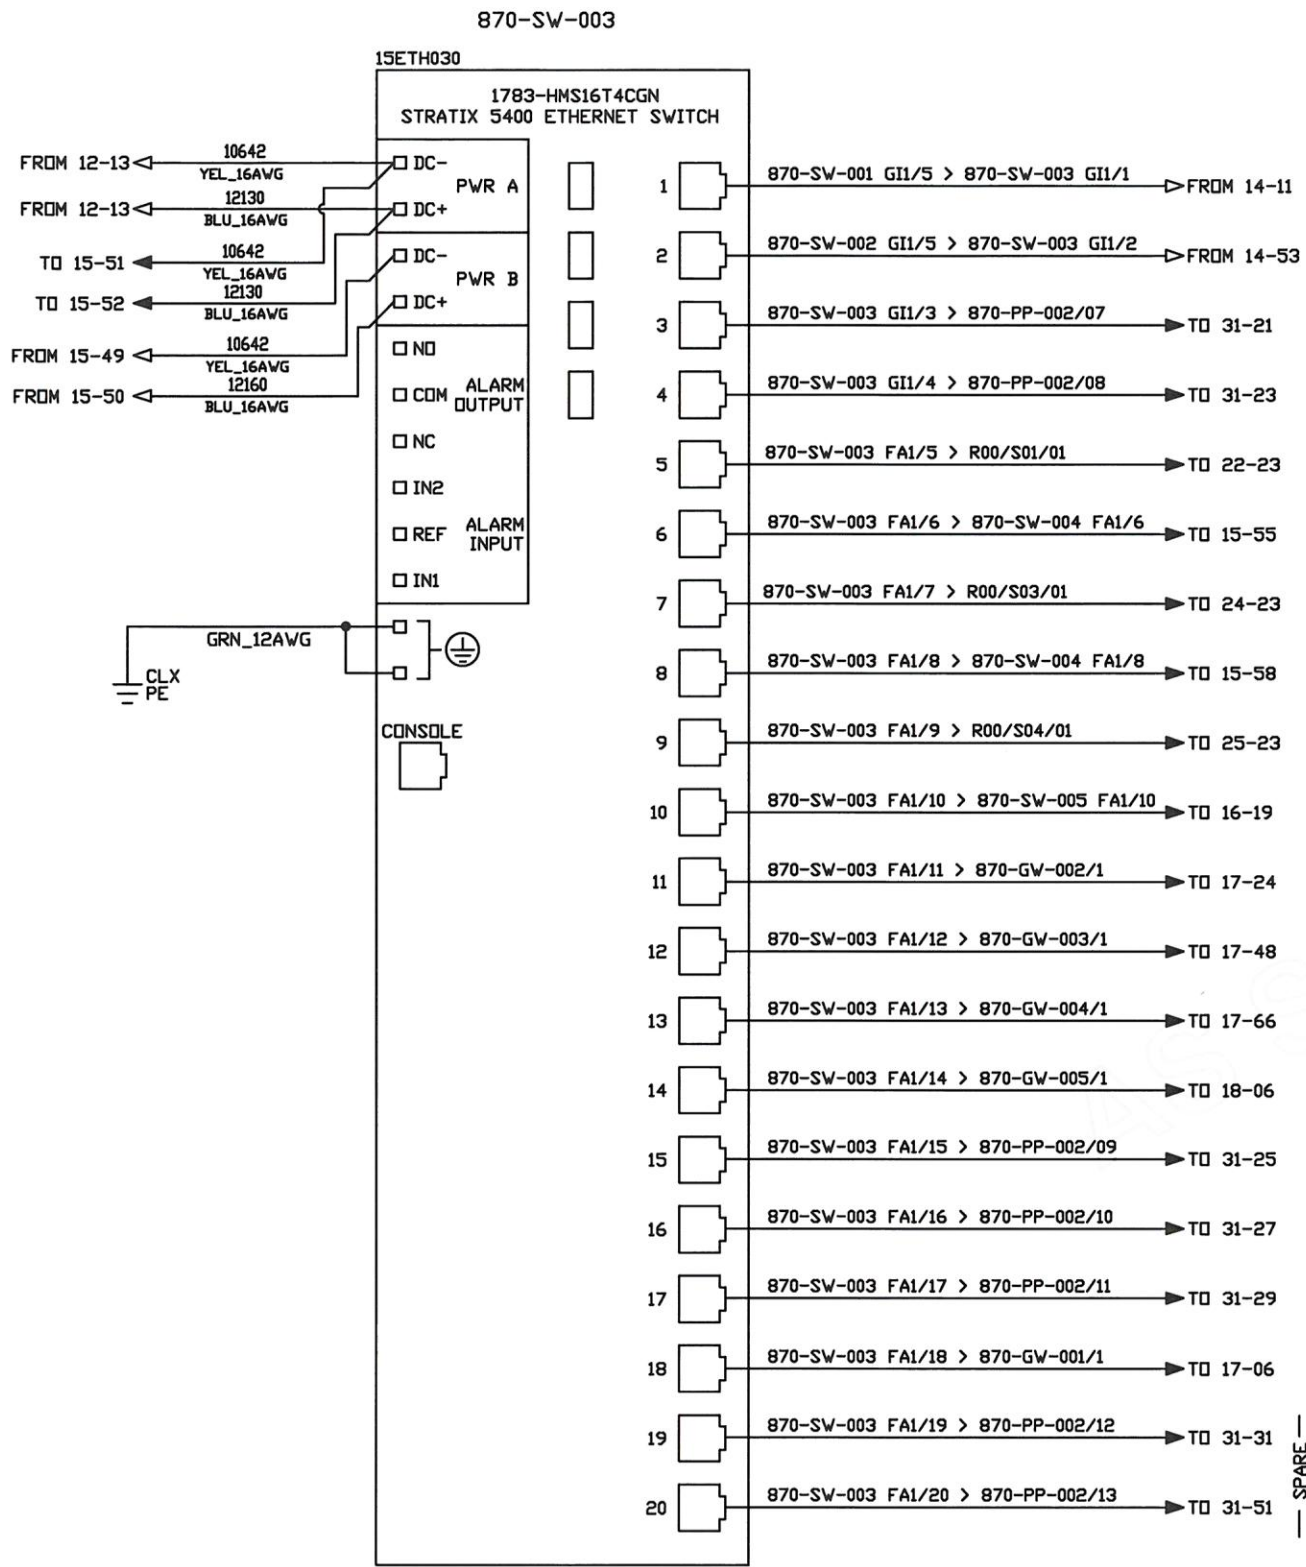 870-SW-003
15ETH030
1783-HMS16T4CGN
STRATIX 5400 ETHERNET SWITCH
FROM 12-13
10642
YEL_16AWG
DC-
PWR A
FROM 12-13
12130
BLU_16AWG
DC+
TO 15-51
10642
YEL_16AWG
DC-
PWR B
TO 15-52
12130
BLU_16AWG
DC+
FROM 15-49
10642
YEL_16AWG
NO
FROM 15-50
12160
BLU_16AWG
COM
ALARM
OUTPUT
NC
IN2
REF
ALARM
INPUT
IN1
GRN_12AWG
CLX
PE
CONSOLE
1 870-SW-001 GI1/5 > 870-SW-003 GI1/1 FROM 14-11
2 870-SW-002 GI1/5 > 870-SW-003 GI1/2 FROM 14-53
3 870-SW-003 GI1/3 > 870-PP-002/07 TO 31-21
4 870-SW-003 GI1/4 > 870-PP-002/08 TO 31-23
5 870-SW-003 FA1/5 > R00/S01/01 TO 22-23
6 870-SW-003 FA1/6 > 870-SW-004 FA1/6 TO 15-55
7 870-SW-003 FA1/7 > R00/S03/01 TO 24-23
8 870-SW-003 FA1/8 > 870-SW-004 FA1/8 TO 15-58
9 870-SW-003 FA1/9 > R00/S04/01 TO 25-23
10 870-SW-003 FA1/10 > 870-SW-005 FA1/10 TO 16-19
11 870-SW-003 FA1/11 > 870-GW-002/1 TO 17-24
12 870-SW-003 FA1/12 > 870-GW-003/1 TO 17-48
13 870-SW-003 FA1/13 > 870-GW-004/1 TO 17-66
14 870-SW-003 FA1/14 > 870-GW-005/1 TO 18-06
15 870-SW-003 FA1/15 > 870-PP-002/09 TO 31-25
16 870-SW-003 FA1/16 > 870-PP-002/10 TO 31-27
17 870-SW-003 FA1/17 > 870-PP-002/11 TO 31-29
18 870-SW-003 FA1/18 > 870-GW-001/1 TO 17-06
19 870-SW-003 FA1/19 > 870-PP-002/12 TO 31-31
20 870-SW-003 FA1/20 > 870-PP-002/13 TO 31-51
SPARE